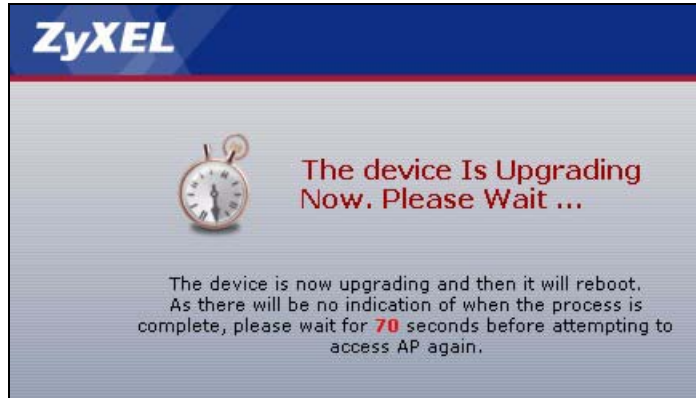 ZyXEL
The device Is Upgrading
Now. Please Wait ...
The device is now upgrading and then it will reboot.
As there will be no indication of when the process is
complete, please wait for 70 seconds before attempting to
access AP again.